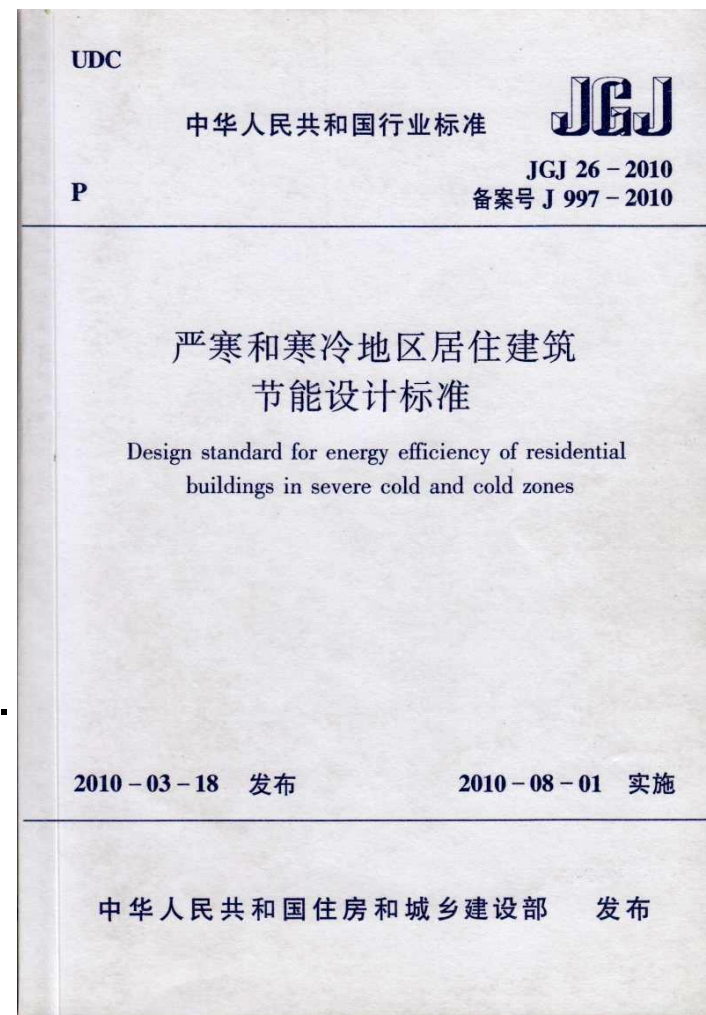 UDC
中华人民共和国行业标准
JGJ
JGJ 26－2010
P
备案号 J 997－2010
严寒和寒冷地区居住建筑
节能设计标准
Design standard for energy efficiency of residential
buildings in severe cold and cold zones
2010－03－18 发布 2010－08－01 实施
中华人民共和国住房和城乡建设部 发布